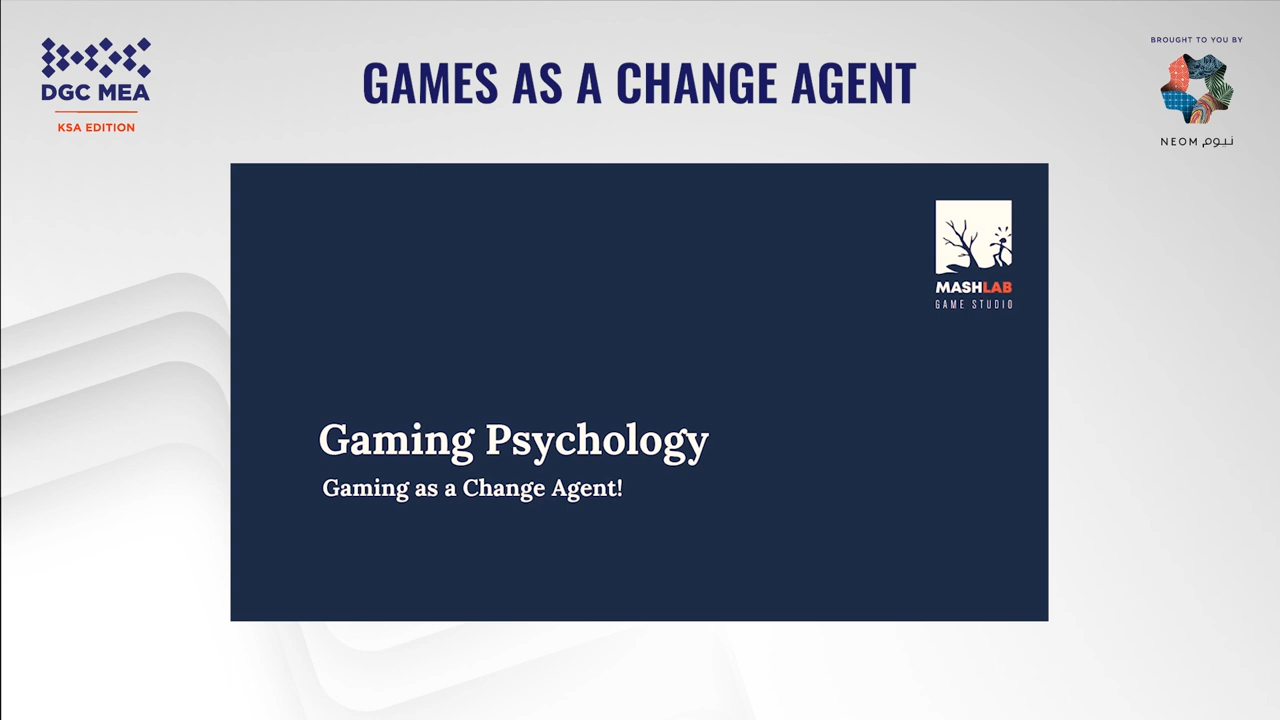 DGC MEA
KSA EDITION
GAMES AS A CHANGE AGENT
BROUGHT TO YOU BY
NEOM نيوم
MASHLAB
GAME STUDIO
Gaming Psychology
Gaming as a Change Agent!